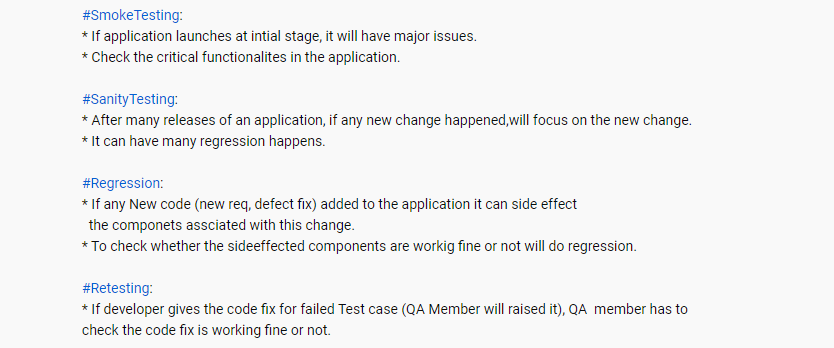 #SmokeTesting:
* If application launches at intial stage, it will have major issues.
* Check the critical functionalites in the application.
#SanityTesting:
* After many releases of an application, if any new change happened,will focus on the new change.
* It can have many regression happens.
#Regression:
* If any New code (new req, defect fix) added to the application it can side effect
the componets assciated with this change.
* To check whether the sideeffected components are workig fine or not will do regression.
#Retesting:
* If developer gives the code fix for failed Test case (QA Member will raised it), QA  member has to
check the code fix is working fine or not.